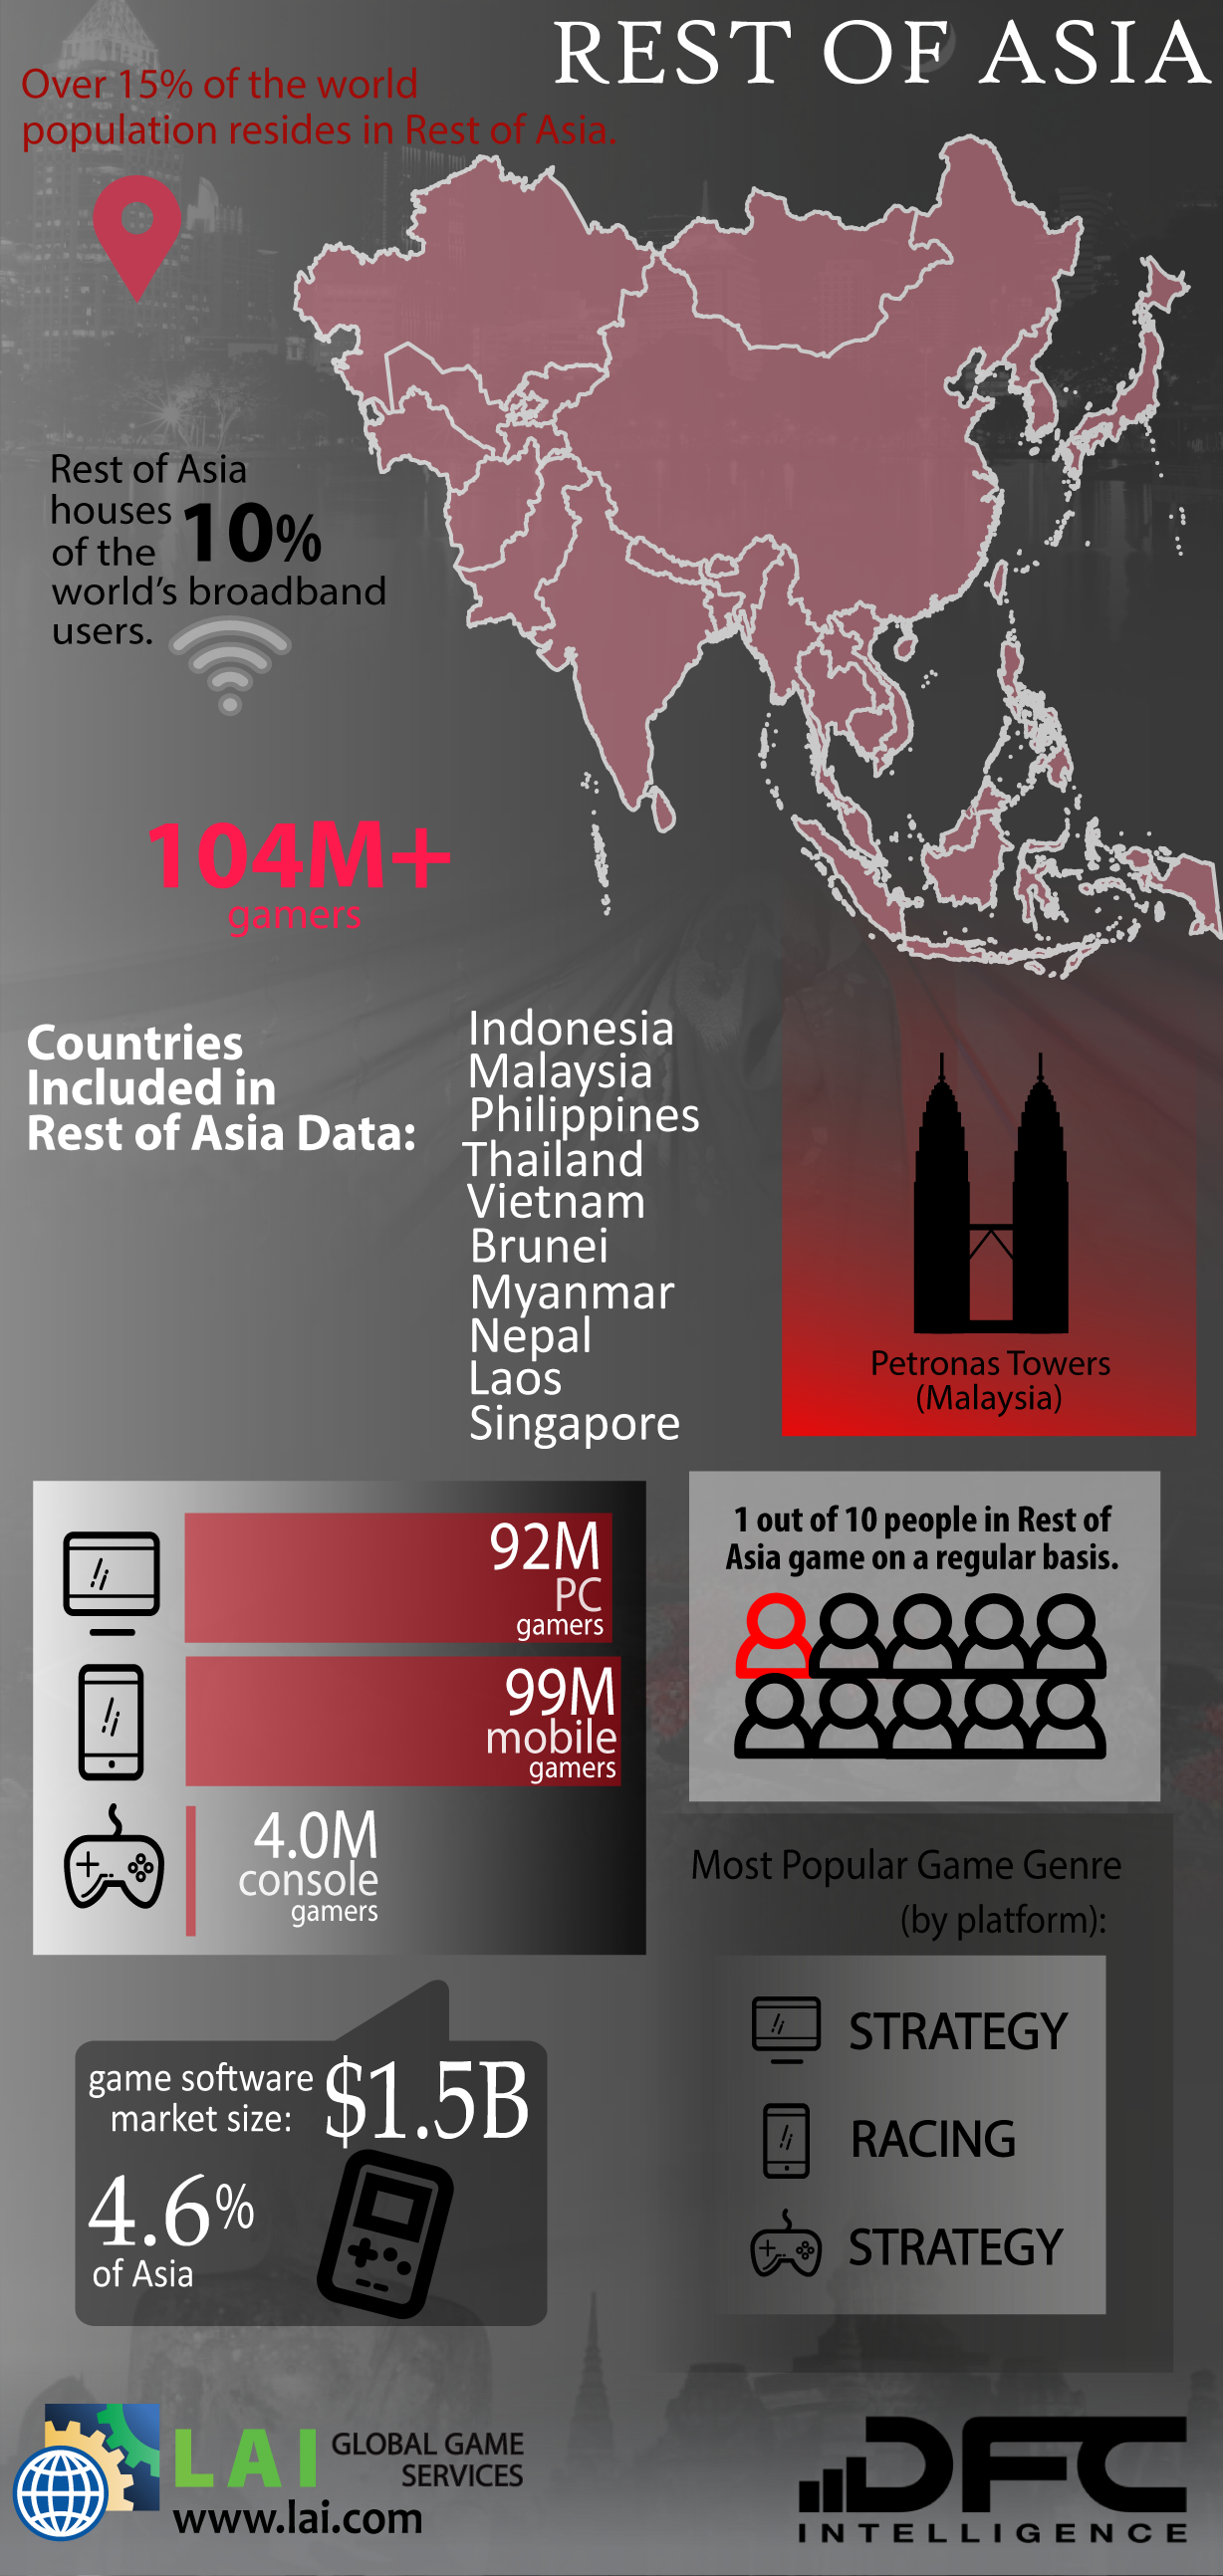 REST OF ASIA
Over 15% of the world
population resides in Rest of Asia.
Rest of Asia
houses 10%
of the
world's broadband
users.
104M+
gamers
Countries
Included in
Rest of Asia Data:
Indonesia
Malaysia
Philippines
Thailand
Vietnam
Brunei
Myanmar
Nepal
Laos
Singapore
Petronas Towers
(Malaysia)
92M
PC
gamers
99M
mobile
gamers
4.0M
console
gamers
1 out of 10 people in Rest of
Asia game on a regular basis.
Most Popular Game Genre
(by platform):
STRATEGY
RACING
STRATEGY
game software
market size: $1.5B
4.6%
of Asia
LAI GLOBAL GAME
SERVICES
www.lai.com
DFC
INTELLIGENCE